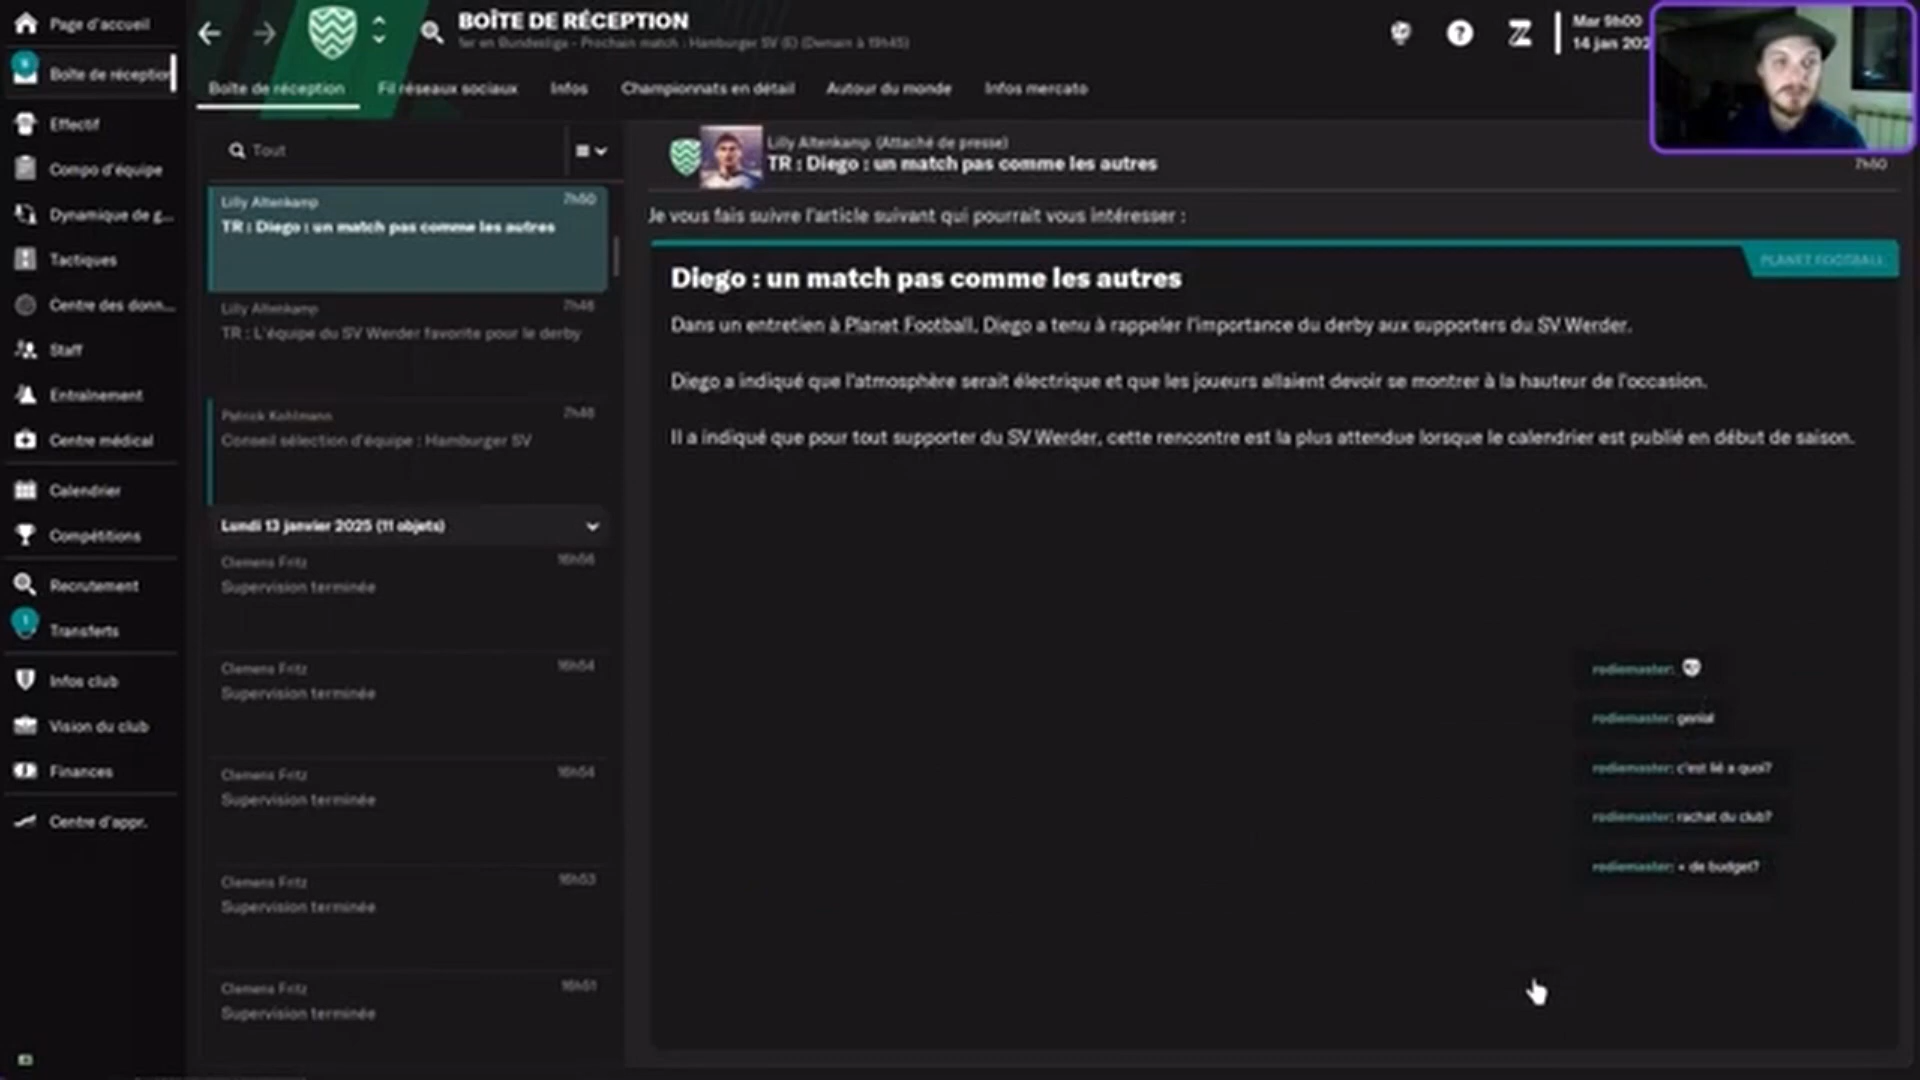 Page d'accueil
Boîte de réception
Effectif
Compo d'équipe
Dynamique de g...
Tactiques
Centre des donn...
Staff
Entraînement
Centre médical
Calendrier
Compétitions
Recrutement
1
Transferts
Infos club
Vision du club
Finances
Centre d'appr.
BOÎTE DE RÉCEPTION
1er en Bundesliga - Prochain match : Hamburger SV (E) (Demain à 19h45)
Mar 9h00
14 jan 202
Boîte de réception
Fil réseaux sociaux
Infos
Championnats en détail
Autour du monde
Infos mercato
Tout
Lilly Altenkamp 7h50
TR : Diego : un match pas comme les autres
Lilly Altenkamp 7h48
TR : L'équipe du SV Werder favorite pour le derby
Patrick Kohlmann 7h48
Conseil sélection d'équipe : Hamburger SV
Lundi 13 janvier 2025 (11 objets)
Clemens Fritz 16h56
Supervision terminée
Clemens Fritz 16h54
Supervision terminée
Clemens Fritz 16h54
Supervision terminée
Clemens Fritz 16h53
Supervision terminée
Clemens Fritz 16h51
Supervision terminée
Lilly Altenkamp (Attaché de presse)
TR : Diego : un match pas comme les autres
7h50
Je vous fais suivre l'article suivant qui pourrait vous intéresser :
PLANET FOOTBALL
Diego : un match pas comme les autres
Dans un entretien à Planet Football, Diego a tenu à rappeler l'importance du derby aux supporters du SV Werder.
Diego a indiqué que l'atmosphère serait électrique et que les joueurs allaient devoir se montrer à la hauteur de l'occasion.
Il a indiqué que pour tout supporter du SV Werder, cette rencontre est la plus attendue lorsque le calendrier est publié en début de saison.
rodiemaster:
rodiemaster: genial
rodiemaster: c'est lié a quoi?
rodiemaster: rachat du club?
rodiemaster: + de budget?